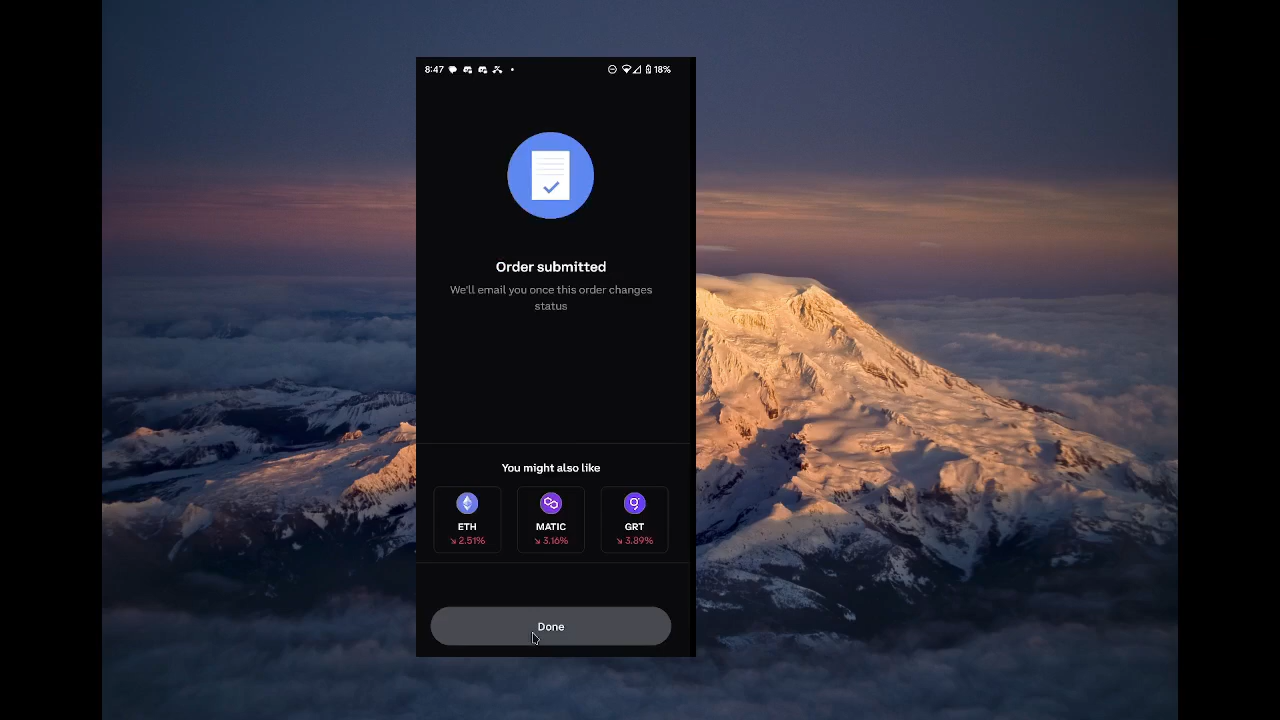 8:47 18%
Order submitted
We'll email you once this order changes
status
You might also like
ETH MATIC GRT
↘ 2.51% ↘ 3.16% ↘ 3.89%
Done